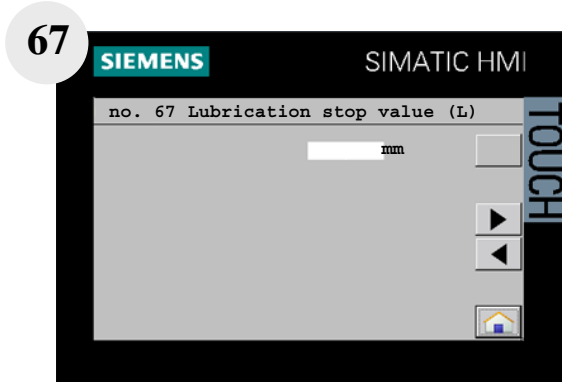 67
SIEMENS
SIMATIC HMI
no. 67 Lubrication stop value (L)
mm
TOUCH